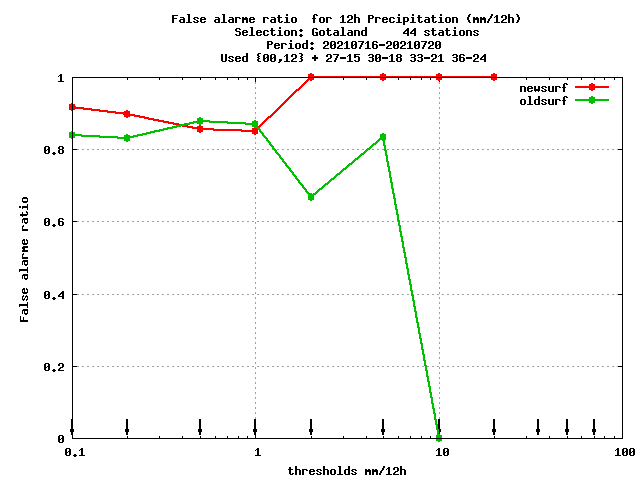 False alarme ratio  for 12h Precipitation (mm/12h)
Selection: Gotaland     44 stations
Period: 20210716-20210720
Used {00,12} + 27-15 30-18 33-21 36-24
newsurf
oldsurf
False alarme ratio
1
0.8
0.6
0.4
0.2
0
0.1
1
10
100
thresholds mm/12h